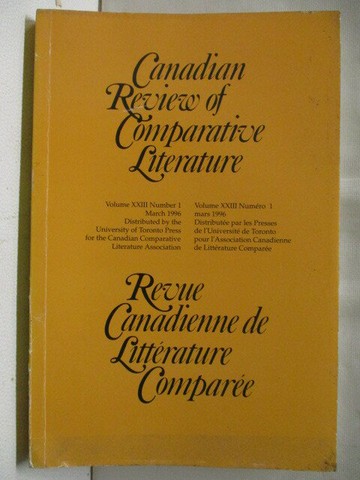 Canadian
Review of
Comparative
Literature
Volume XXIII Number 1
March 1996
Distributed by the
University of Toronto Press
for the Canadian Comparative
Literature Association
Volume XXIII Numéro 1
mars 1996
Distribuée par les Presses
de l'Université de Toronto
pour l'Association Canadienne
de Littérature Comparée
Revue
Canadienne de
Littérature
Comparée